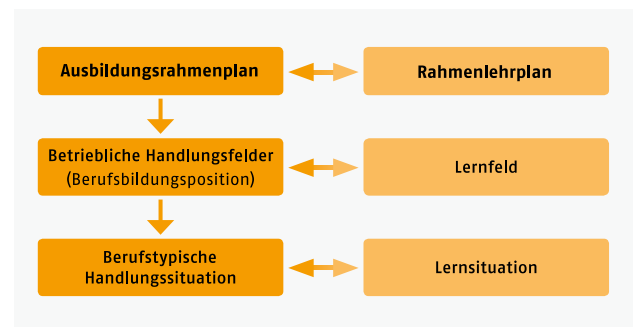 Ausbildungsrahmenplan
Rahmenlehrplan
Betriebliche Handlungsfelder
(Berufsbildungsposition)
Lernfeld
Berufstypische
Handlungssituation
Lernsituation